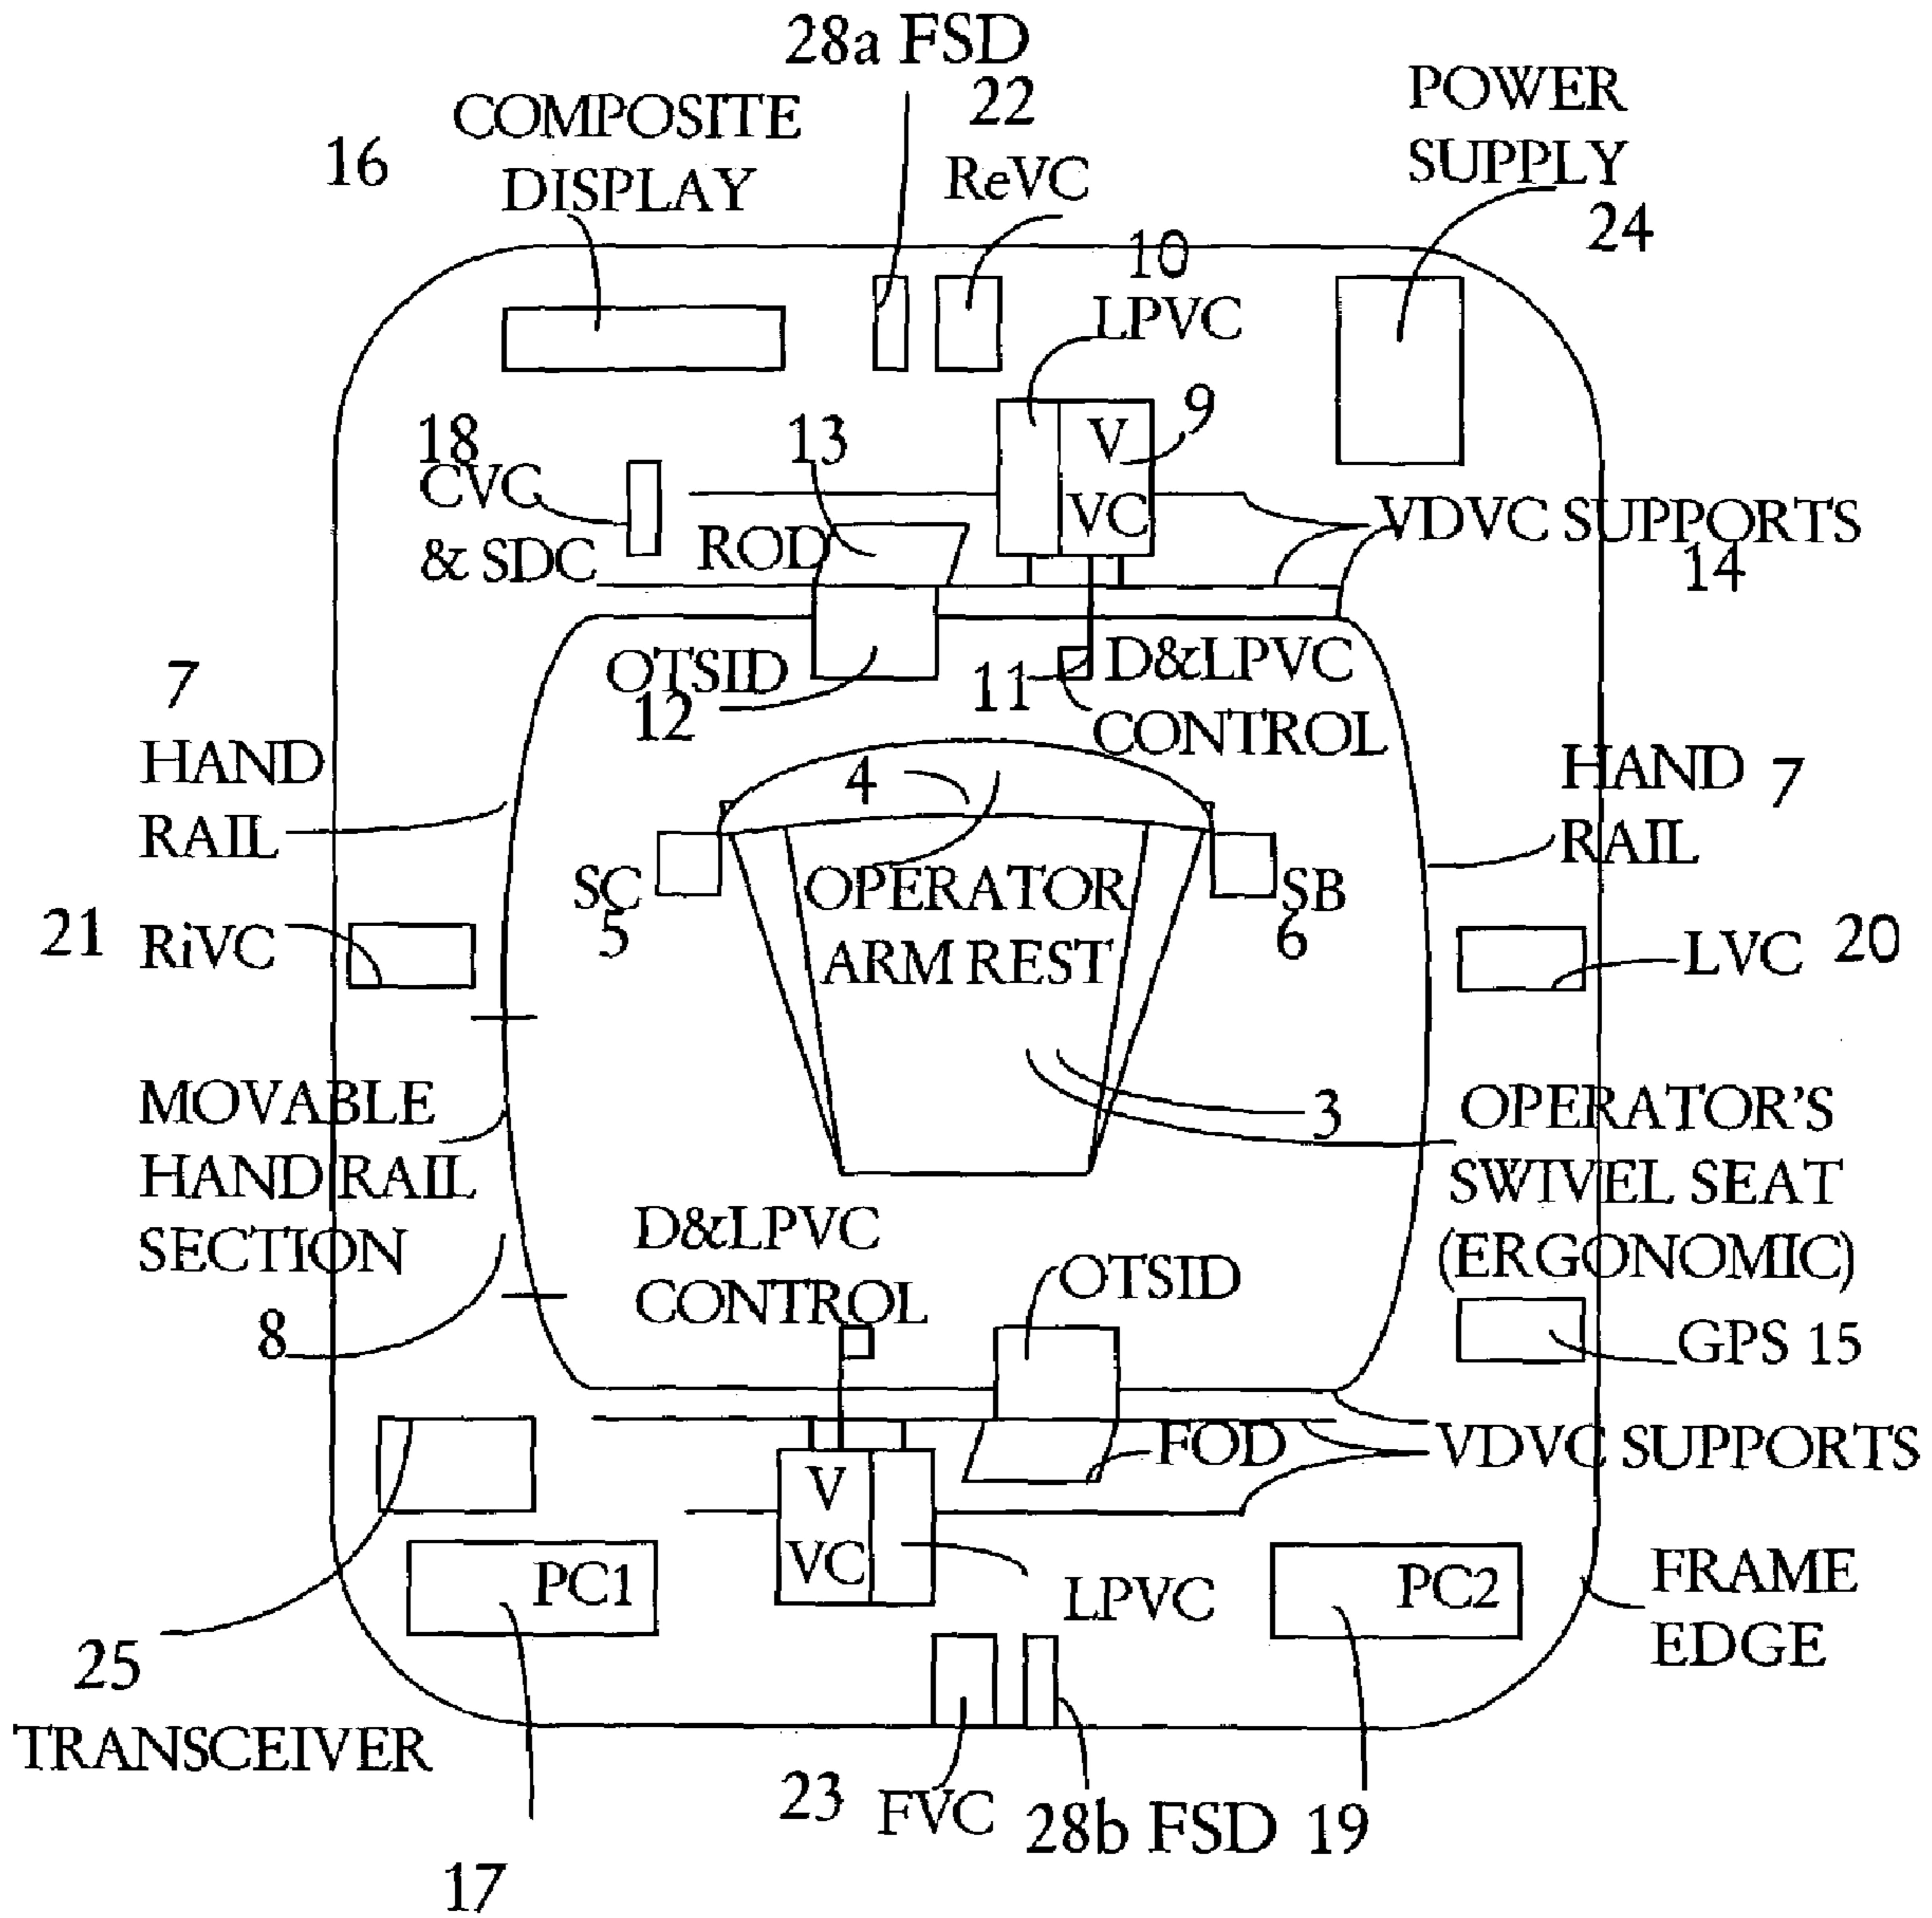 28a FSD
COMPOSITE
DISPLAY
16
22
ReVC
POWER
SUPPLY
24
10
LPVC
9
V
VC
18
CVC
& SDC
13
ROD
VDVC SUPPORTS
14
OTSID
12
11
D&LPVC
CONTROL
7
HAND
RAIL
HAND 7
RAIL
4
SC
5
OPERATOR
ARM REST
SB
6
21 RiVC
LVC 20
MOVABLE
HAND RAIL
SECTION
8
3
OPERATOR'S
SWIVEL SEAT
(ERGONOMIC)
D&LPVC
CONTROL
OTSID
GPS 15
FOD
VDVC SUPPORTS
V
VC
LPVC
PC1
PC2
FRAME
EDGE
25
TRANSCEIVER
17
23
FVC
28b FSD
19